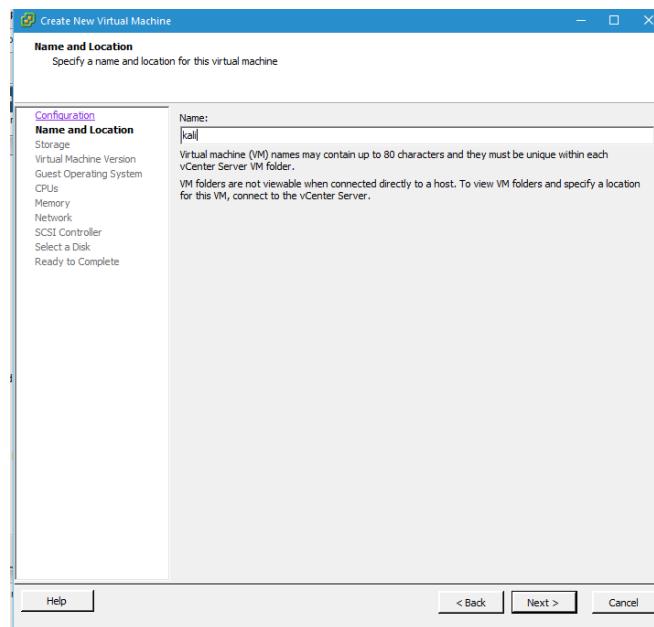 Create New Virtual Machine
Name and Location
Specify a name and location for this virtual machine
Configuration
Name and Location
Storage
Virtual Machine Version
Guest Operating System
CPUs
Memory
Network
SCSI Controller
Select a Disk
Ready to Complete
Name:
kali
Virtual machine (VM) names may contain up to 80 characters and they must be unique within each
vCenter Server VM folder.
VM folders are not viewable when connected directly to a host. To view VM folders and specify a location
for this VM, connect to the vCenter Server.
Help
< Back
Next >
Cancel